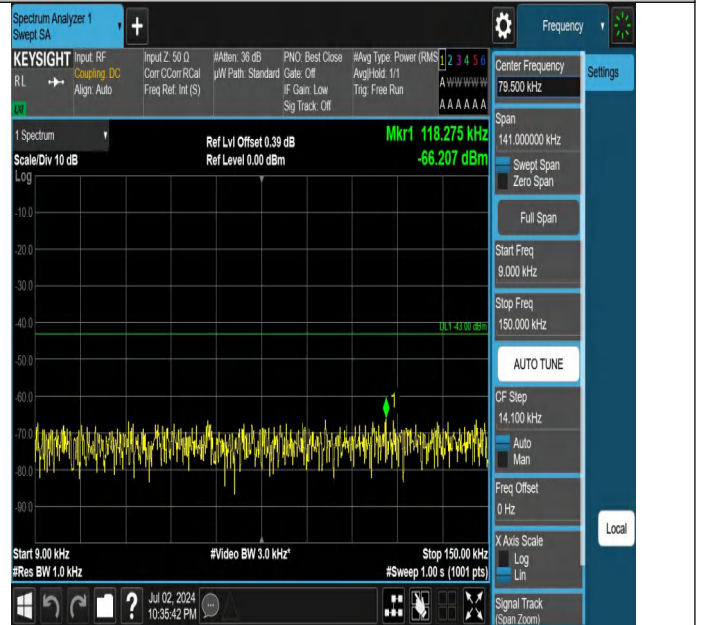 Spectrum Analyzer 1
Swept SA
+
Frequency
KEYSIGHT
RL
LXI
Input: RF
Coupling: DC
Align: Auto
Input Z: 50 Ω
Corr CCorr RCal
Freq Ref: Int (S)
#Atten: 36 dB
µW Path: Standard
PNO: Best Close
Gate: Off
IF Gain: Low
Sig Track: Off
#Avg Type: Power (RMS
Avg|Hold: 1/1
Trig: Free Run
1 2 3 4 5 6
A W W W W W
A A A A A A
1 Spectrum
Scale/Div 10 dB
Log
Ref Lvl Offset 0.39 dB
Ref Level 0.00 dBm
Mkr1 118.275 kHz
-66.207 dBm
-10.0
-20.0
-30.0
-40.0
-50.0
-60.0
-70.0
-80.0
-90.0
DL1 -43.00 dBm
1
Start 9.00 kHz
#Res BW 1.0 kHz
#Video BW 3.0 kHz*
Stop 150.00 kHz
#Sweep 1.00 s (1001 pts)
Center Frequency
79.500 kHz
Settings
Span
141.000000 kHz
Swept Span
Zero Span
Full Span
Start Freq
9.000 kHz
Stop Freq
150.000 kHz
AUTO TUNE
CF Step
14.100 kHz
Auto
Man
Freq Offset
0 Hz
X Axis Scale
Log
Lin
Local
Signal Track
(Span Zoom)
?
Jul 02, 2024
10:35:42 PM